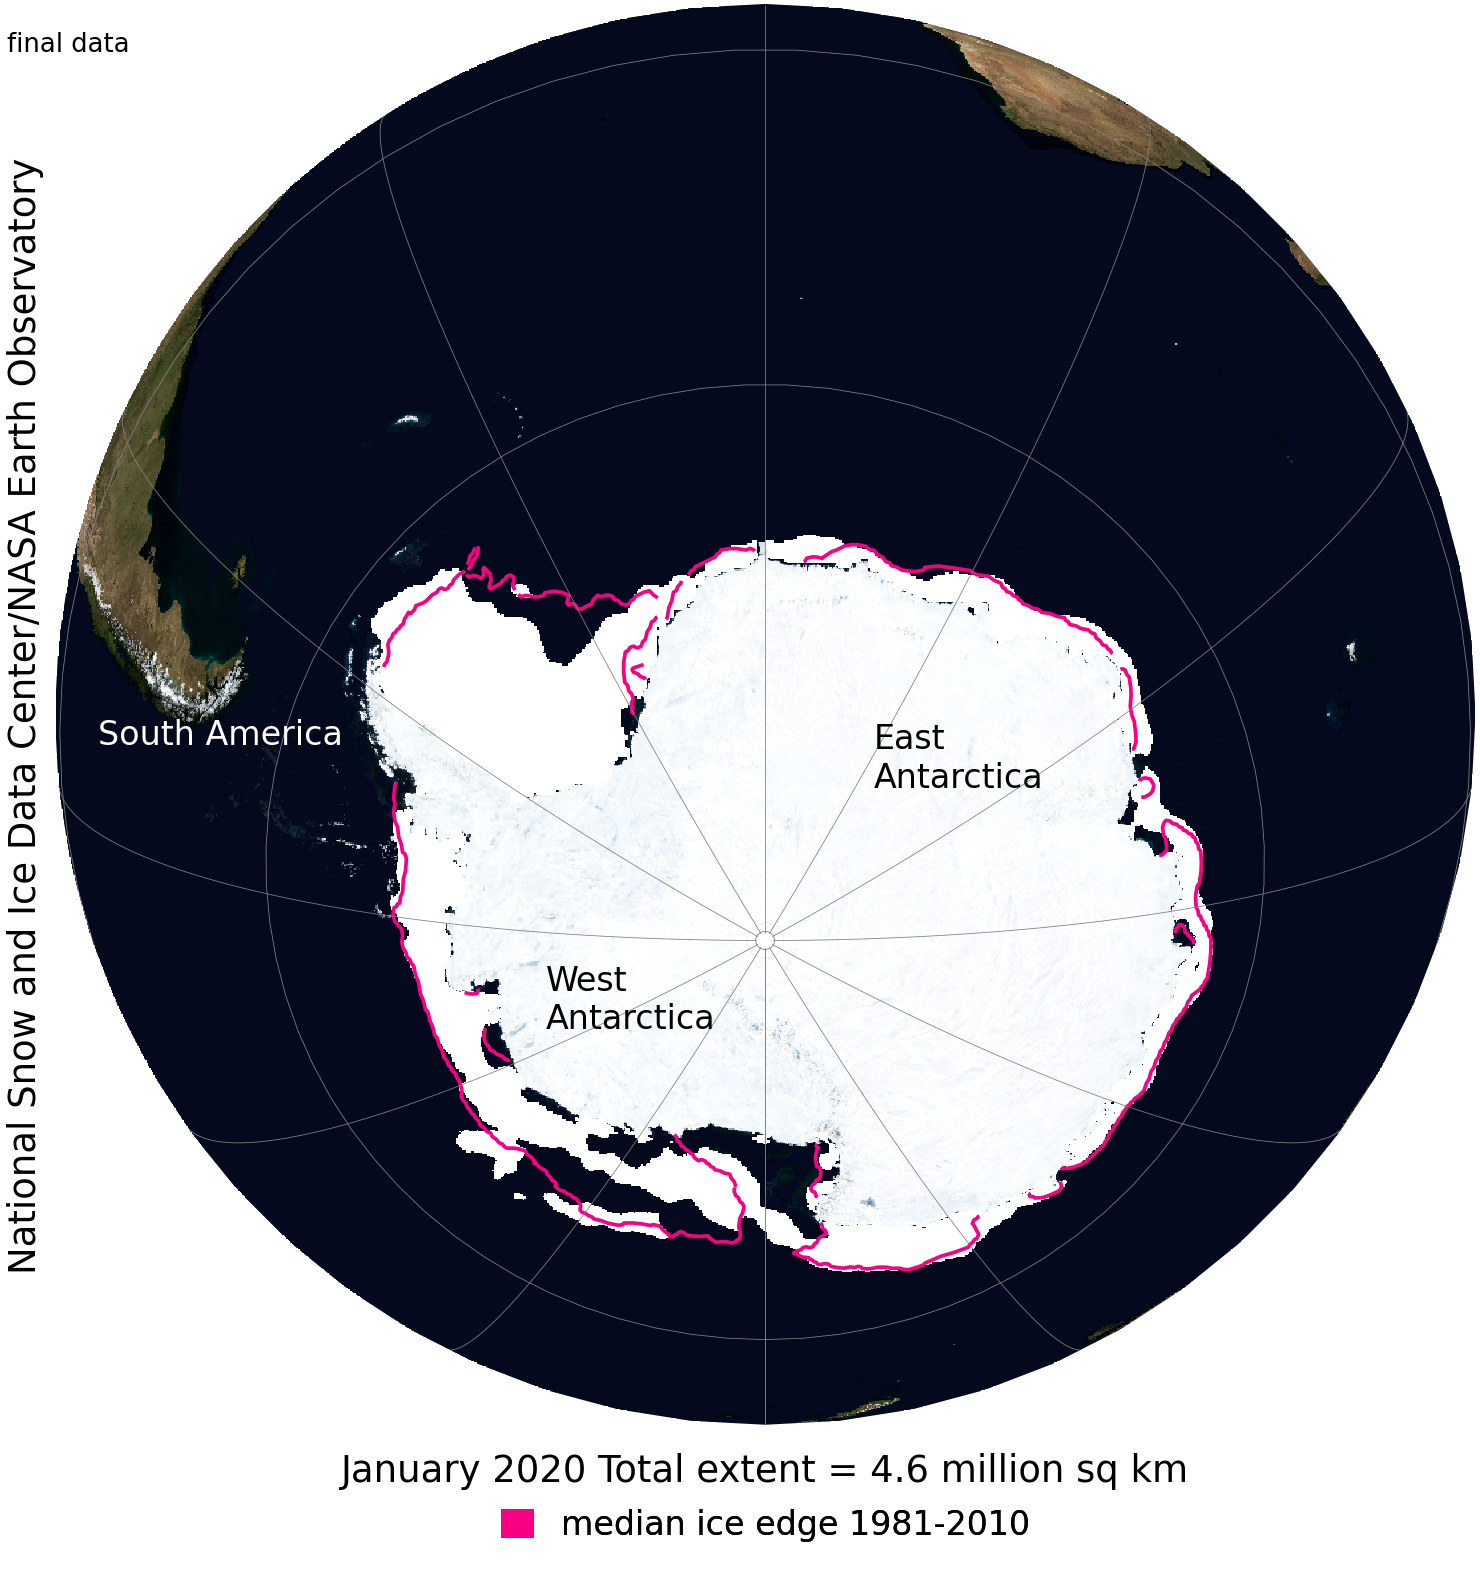 final data
National Snow and Ice Data Center/NASA Earth Observatory
South America
East
Antarctica
West
Antarctica
January 2020 Total extent = 4.6 million sq km
median ice edge 1981-2010